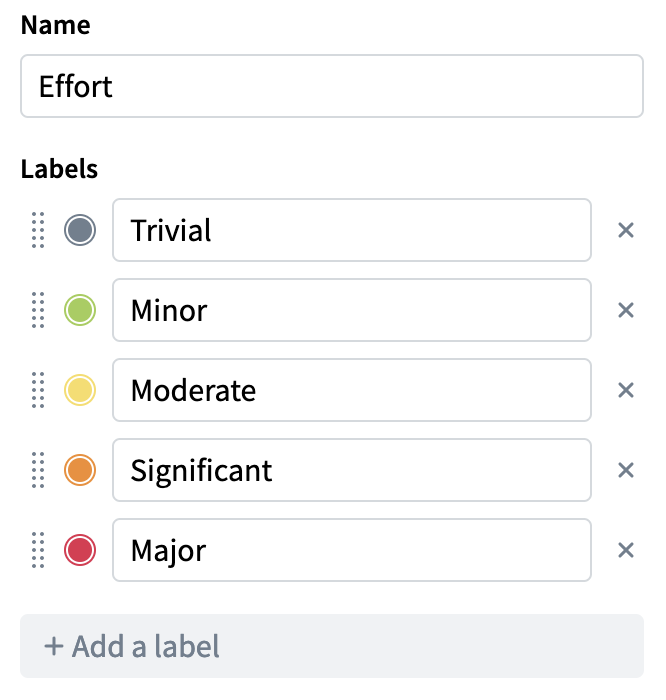 Name
Effort
Labels
Trivial
Minor
Moderate
Significant
Major
+ Add a label